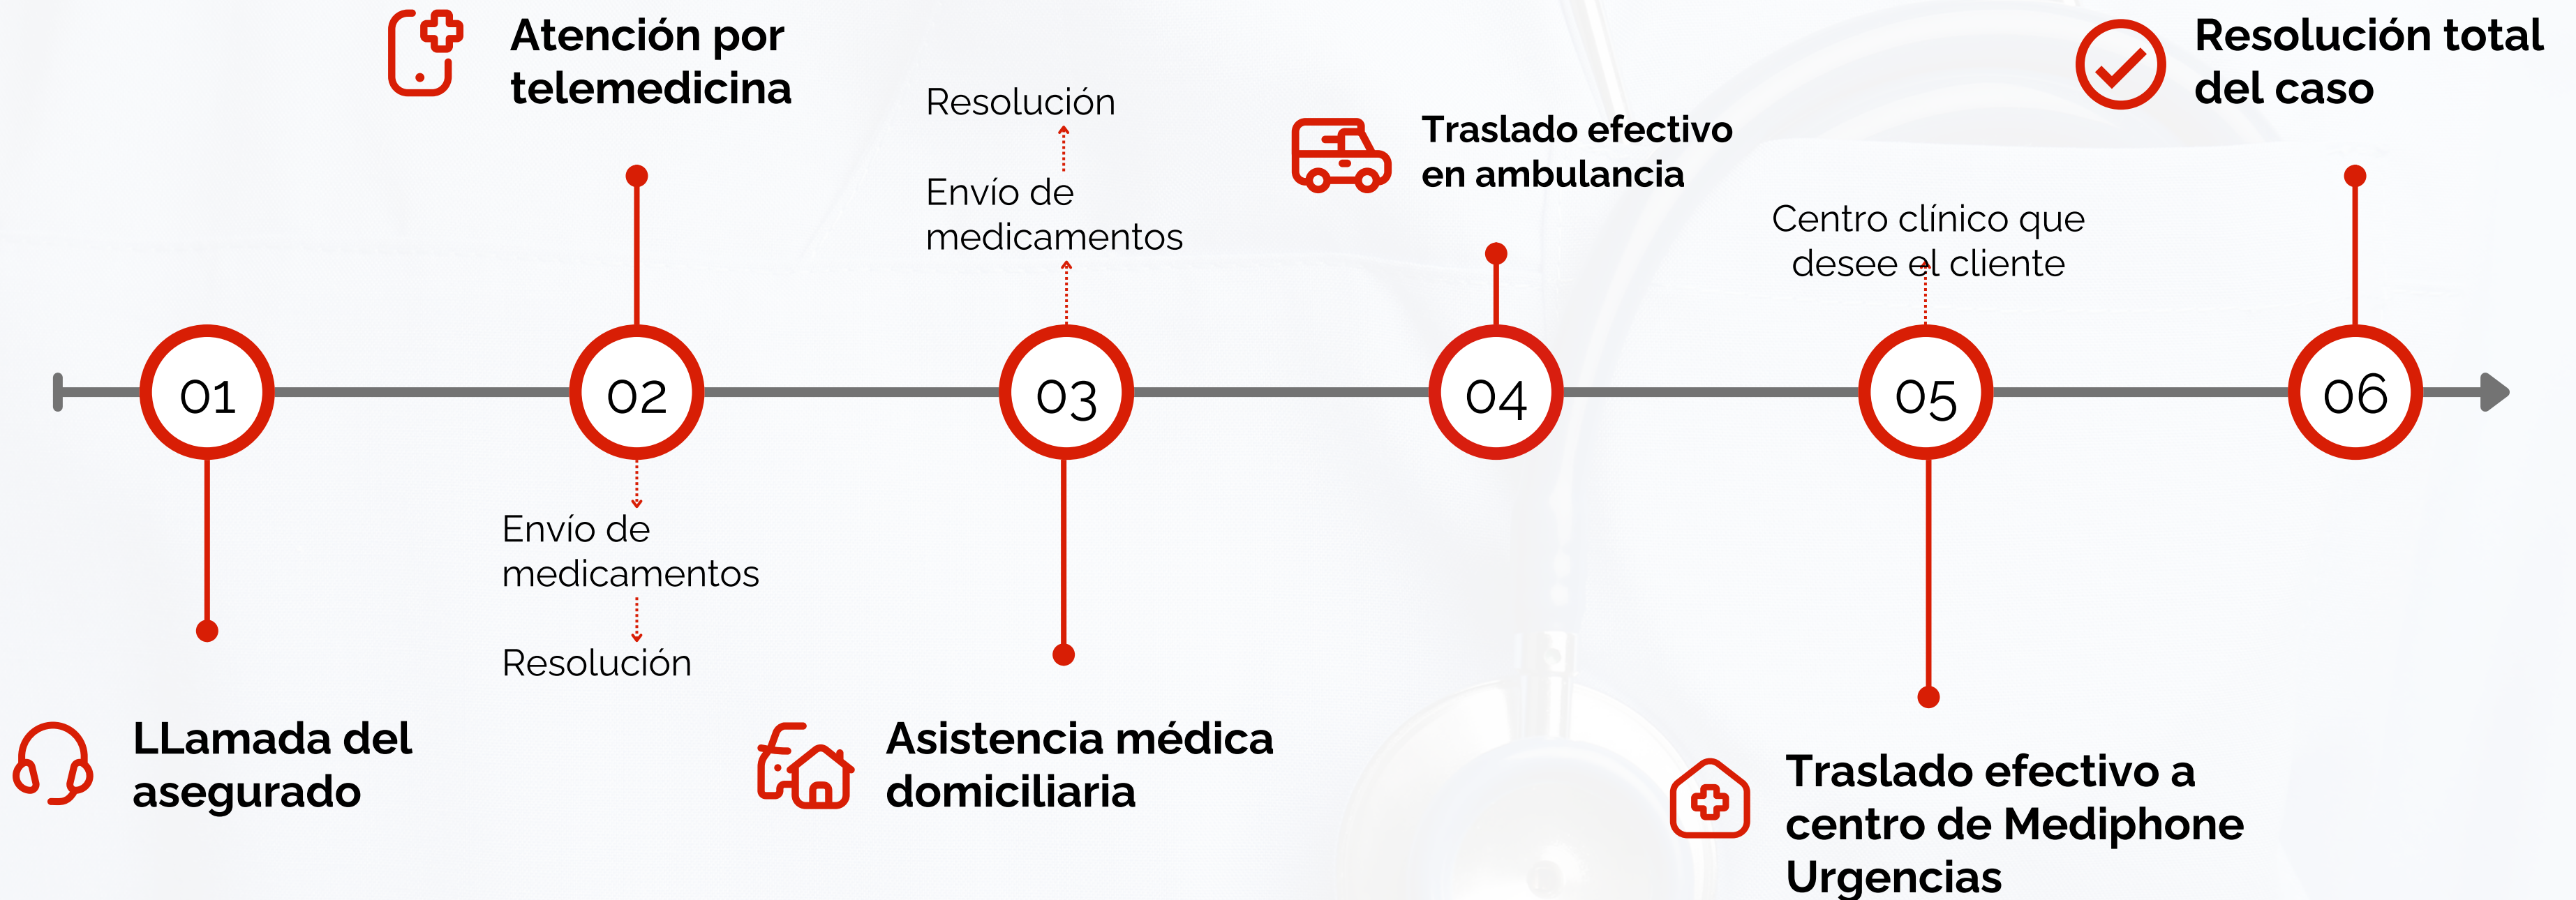 Atención por
telemedicina
Resolución total
del caso
Resolución
Envío de
medicamentos
Traslado efectivo
en ambulancia
Centro clínico que
desee el cliente
01
02
03
04
05
06
Envío de
medicamentos
Resolución
LLamada del
asegurado
Asistencia médica
domiciliaria
Traslado efectivo a
centro de Mediphone
Urgencias